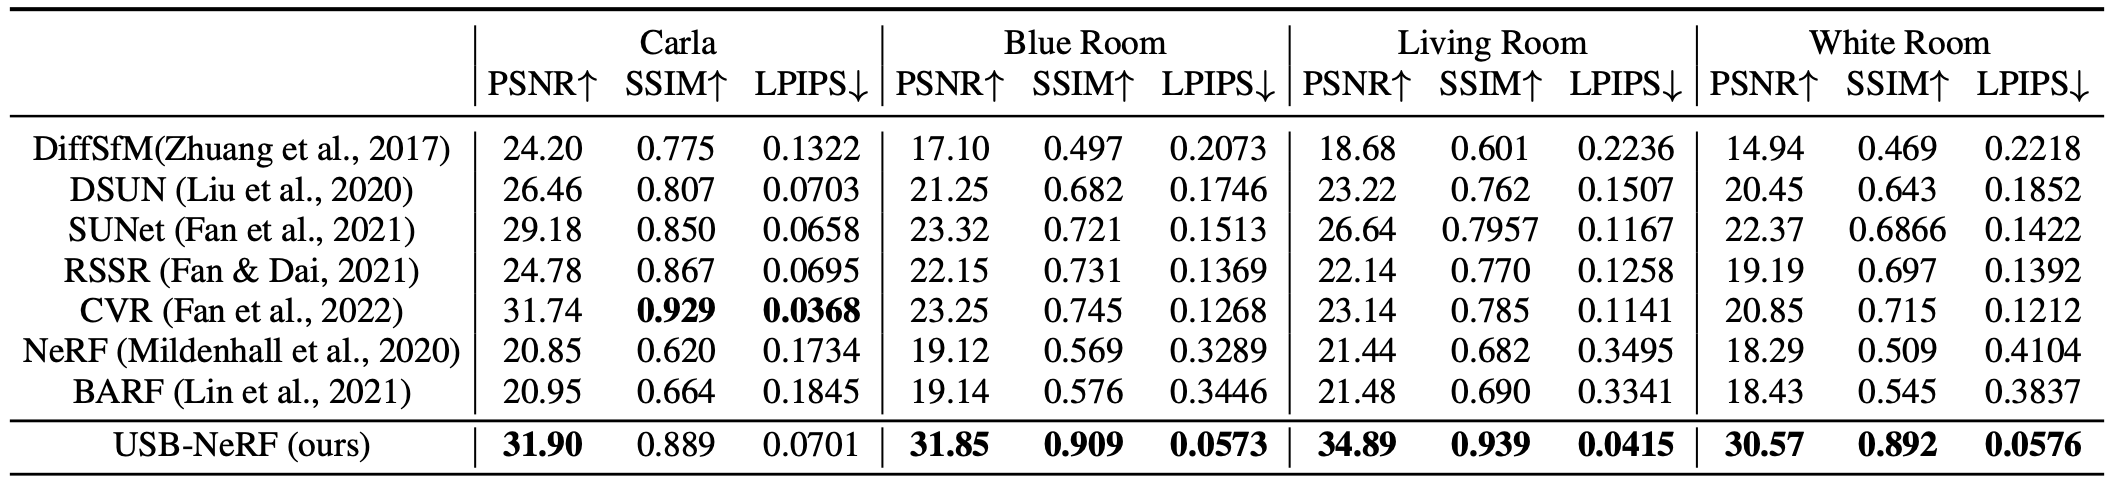 Carla Blue Room Living Room White Room
PSNR↑ SSIM↑ LPIPS↓ PSNR↑ SSIM↑ LPIPS↓ PSNR↑ SSIM↑ LPIPS↓ PSNR↑ SSIM↑ LPIPS↓
DiffSfM(Zhuang et al., 2017) 24.20 0.775 0.1322 17.10 0.497 0.2073 18.68 0.601 0.2236 14.94 0.469 0.2218
DSUN (Liu et al., 2020) 26.46 0.807 0.0703 21.25 0.682 0.1746 23.22 0.762 0.1507 20.45 0.643 0.1852
SUNet (Fan et al., 2021) 29.18 0.850 0.0658 23.32 0.721 0.1513 26.64 0.7957 0.1167 22.37 0.6866 0.1422
RSSR (Fan & Dai, 2021) 24.78 0.867 0.0695 22.15 0.731 0.1369 22.14 0.770 0.1258 19.19 0.697 0.1392
CVR (Fan et al., 2022) 31.74 0.929 0.0368 23.25 0.745 0.1268 23.14 0.785 0.1141 20.85 0.715 0.1212
NeRF (Mildenhall et al., 2020) 20.85 0.620 0.1734 19.12 0.569 0.3289 21.44 0.682 0.3495 18.29 0.509 0.4104
BARF (Lin et al., 2021) 20.95 0.664 0.1845 19.14 0.576 0.3446 21.48 0.690 0.3341 18.43 0.545 0.3837
USB-NeRF (ours) 31.90 0.889 0.0701 31.85 0.909 0.0573 34.89 0.939 0.0415 30.57 0.892 0.0576